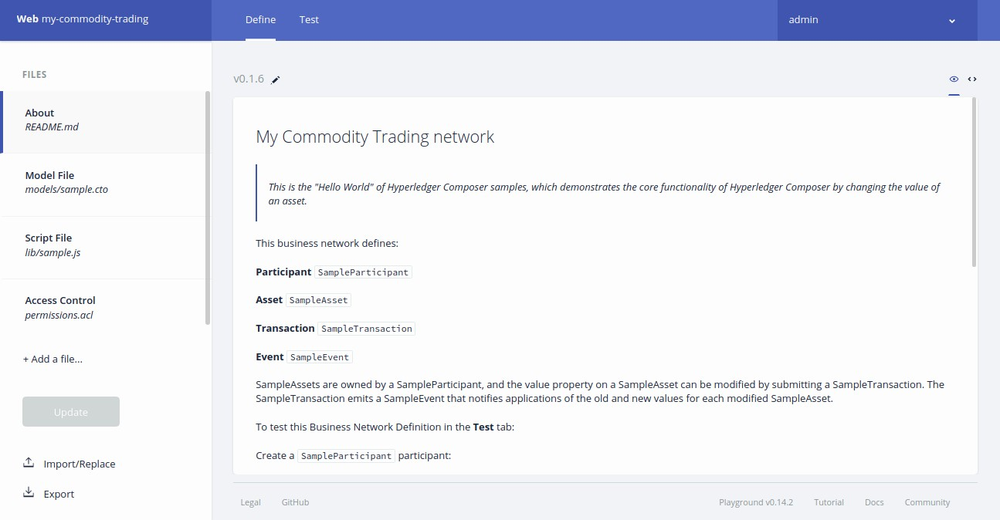 Web my-commodity-trading
Define
Test
admin
FILES
About
README.md
Model File
models/sample.cto
Script File
lib/sample.js
Access Control
permissions.acl
+ Add a file...
Update
Import/Replace
Export
v0.1.6
My Commodity Trading network
This is the "Hello World" of Hyperledger Composer samples, which demonstrates the core functionality of Hyperledger Composer by changing the value of
an asset.
This business network defines:
Participant SampleParticipant
Asset SampleAsset
Transaction SampleTransaction
Event SampleEvent
SampleAssets are owned by a SampleParticipant, and the value property on a SampleAsset can be modified by submitting a SampleTransaction. The
SampleTransaction emits a SampleEvent that notifies applications of the old and new values for each modified SampleAsset.
To test this Business Network Definition in the Test tab:
Create a SampleParticipant participant:
Legal
GitHub
Playground v0.14.2
Tutorial
Docs
Community